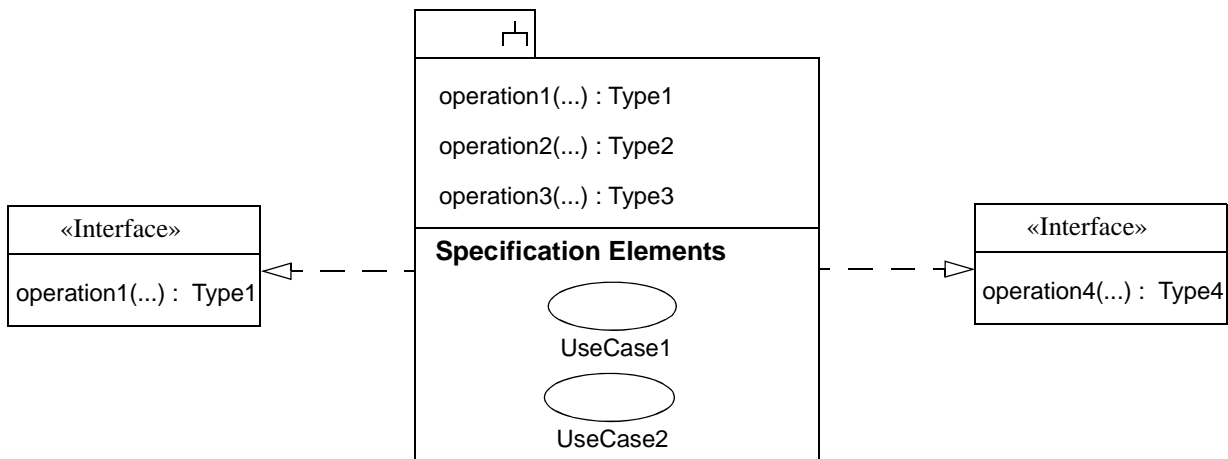 operation1(...) : Type1
operation2(...) : Type2
operation3(...) : Type3
«Interface»
operation1(...) :  Type1
Specification Elements
UseCase1
UseCase2
«Interface»
operation4(...) :  Type4